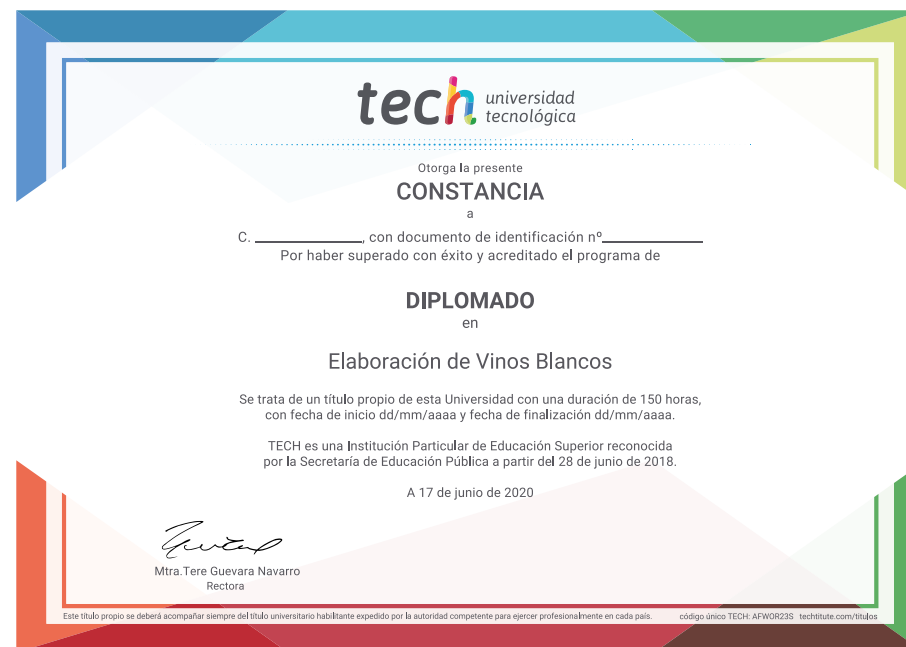 tech universidad
tecnológica
Otorga la presente
CONSTANCIA
a
C. ____________, con documento de identificación nº____________
Por haber superado con éxito y acreditado el programa de
DIPLOMADO
en
Elaboración de Vinos Blancos
Se trata de un título propio de esta Universidad con una duración de 150 horas,
con fecha de inicio dd/mm/aaaa y fecha de finalización dd/mm/aaaa.
TECH es una Institución Particular de Educación Superior reconocida
por la Secretaría de Educación Pública a partir del 28 de junio de 2018.
A 17 de junio de 2020
Mtra.Tere Guevara Navarro
Rectora
Este título propio se deberá acompañar siempre del título universitario habilitante expedido por la autoridad competente para ejercer profesionalmente en cada país. código único TECH: AFWOR23S techtitute.com/titulos